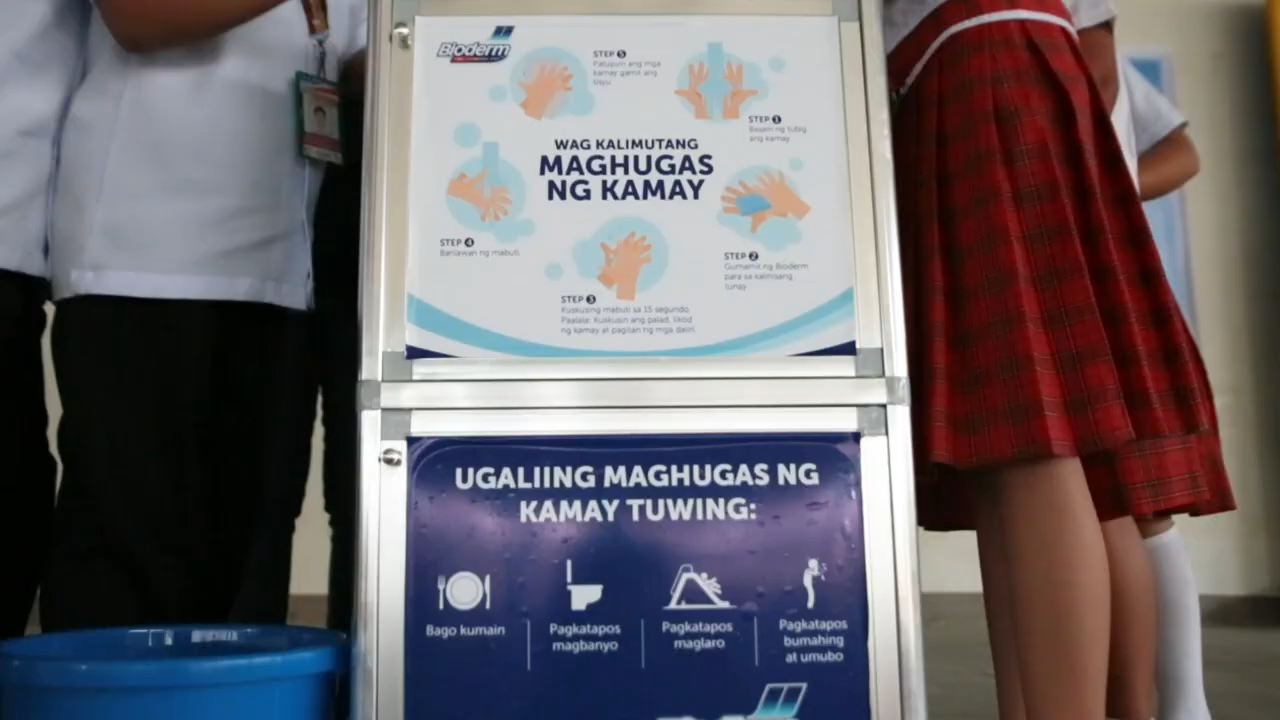 Bioderm
WAG KALIMUTANG
MAGHUGAS
NG KAMAY
STEP 1
Basain ng tubig
ang kamay
STEP 2
Gumamit ng Bioderm
para sa kalinisang
tunay
STEP 3
Kuskusing mabuti sa 15 segundo.
Paalala: Kuskusin ang palad, likod
ng kamay at pagitan ng mga daliri
STEP 4
Banlawan ng mabuti
STEP 5
Patuyuin ang mga
kamay gamit ang
tisyu
UGALIING MAGHUGAS NG
KAMAY TUWING:
Bago kumain
Pagkatapos
magbanyo
Pagkatapos
maglaro
Pagkatapos
bumahing
at umubo